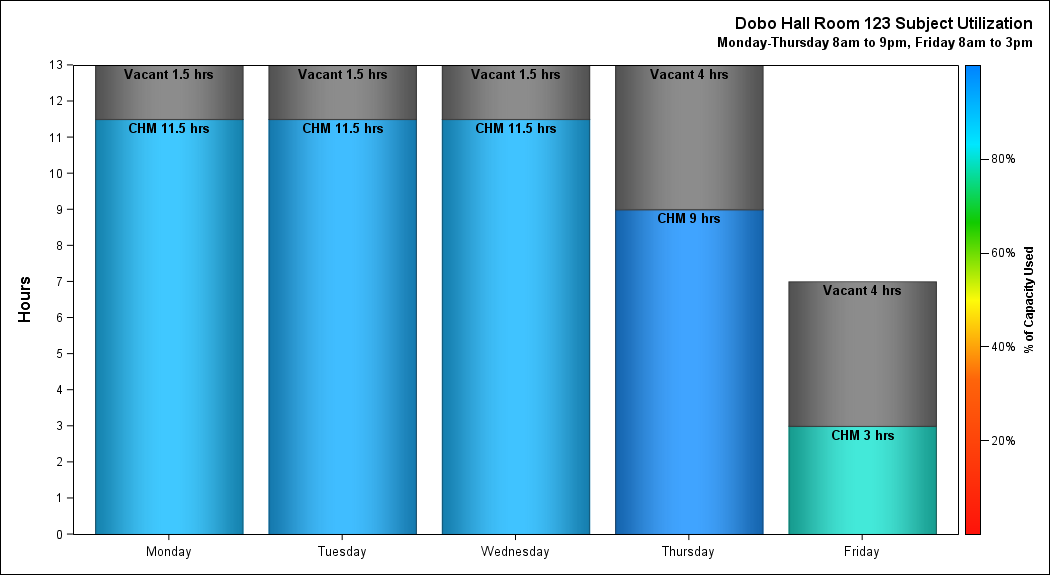 Dobo Hall Room 123 Subject Utilization
Monday-Thursday 8am to 9pm, Friday 8am to 3pm
Hours
13
12
11
10
9
8
7
6
5
4
3
2
1
0
Vacant 1.5 hrs
CHM 11.5 hrs
Vacant 1.5 hrs
CHM 11.5 hrs
Vacant 1.5 hrs
CHM 11.5 hrs
Vacant 4 hrs
CHM 9 hrs
Vacant 4 hrs
CHM 3 hrs
Monday
Tuesday
Wednesday
Thursday
Friday
80%
60%
40%
20%
% of Capacity Used